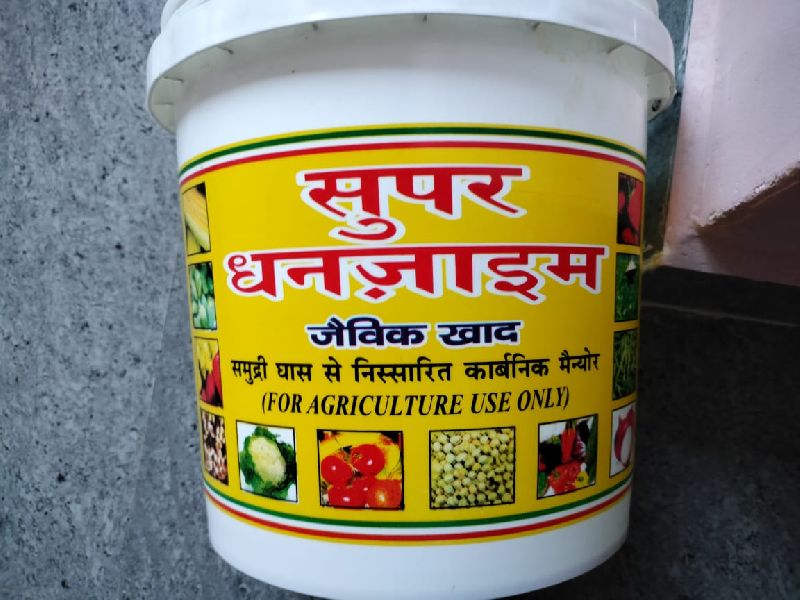 सुपर
धनज़ाइम
जैविक खाद
समुद्री घास से निस्सारित कार्बनिक मैन्योर
(FOR AGRICULTURE USE ONLY)